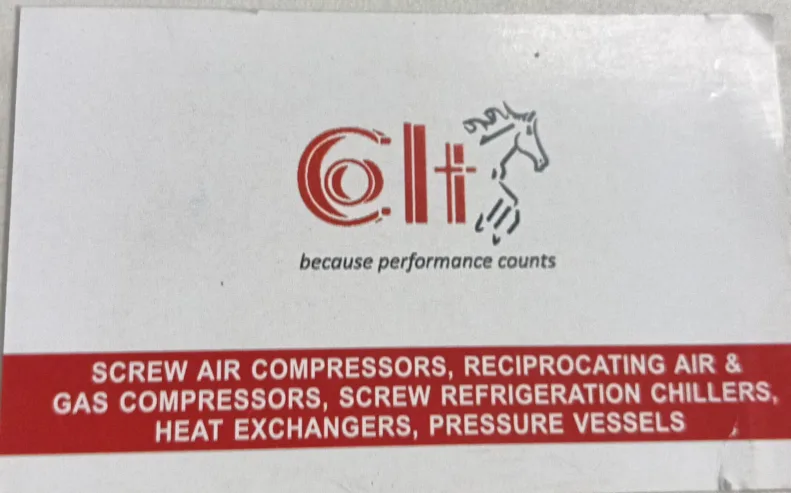 Colt
because performance counts
SCREW AIR COMPRESSORS, RECIPROCATING AIR &
GAS COMPRESSORS, SCREW REFRIGERATION CHILLERS,
HEAT EXCHANGERS, PRESSURE VESSELS